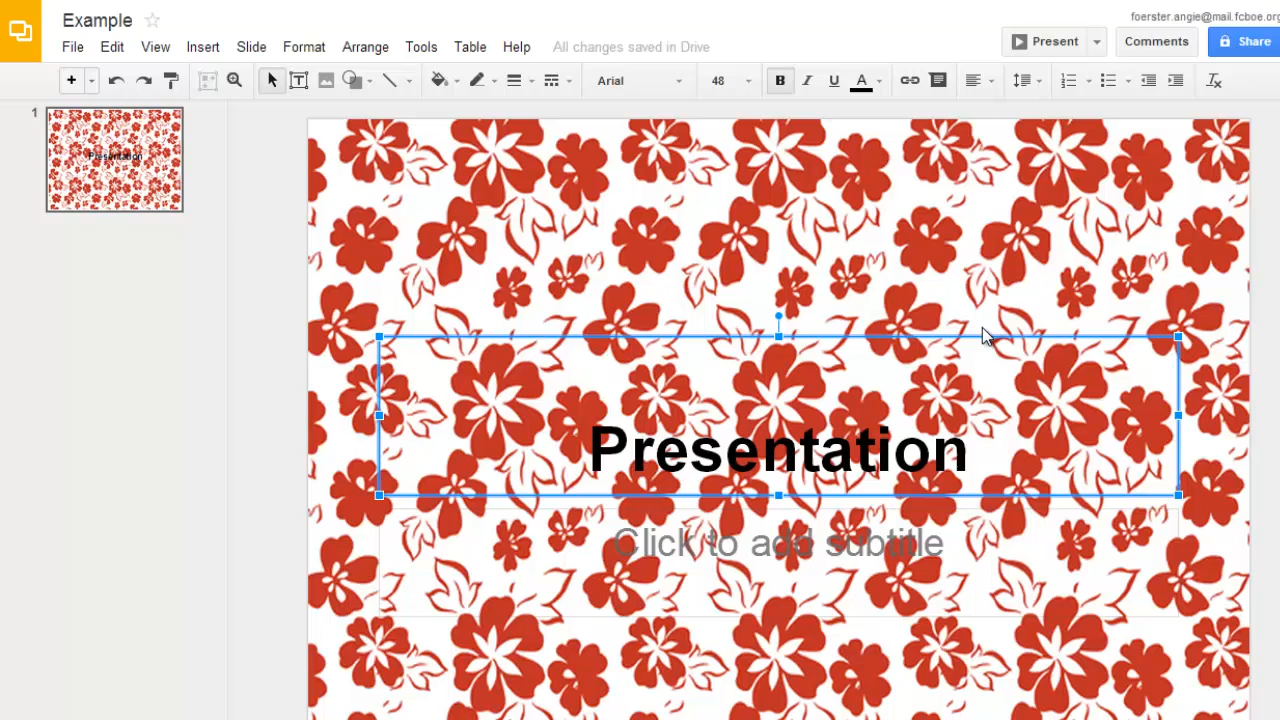 Example
foerster.angie@mail.fcboe.org
File Edit View Insert Slide Format Arrange Tools Table Help All changes saved in Drive
Present Comments Share
Arial 48 B I U A
1
Presentation
Presentation
Click to add subtitle